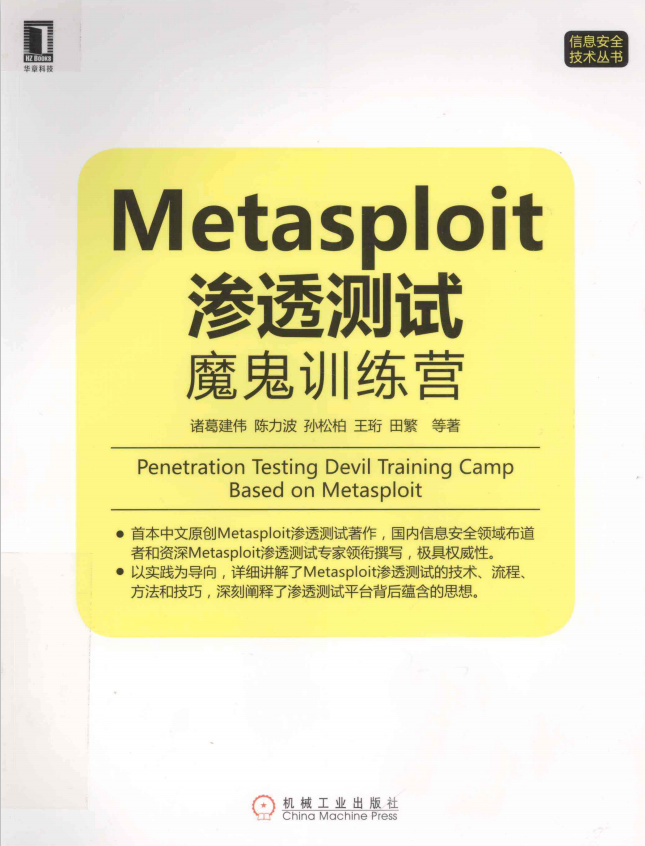 HZ BOOKS
华章科技
信息安全
技术丛书
Metasploit
渗透测试
魔鬼训练营
诸葛建伟 陈力波 孙松柏 王珩 田繁 等著
Penetration Testing Devil Training Camp
Based on Metasploit
● 首本中文原创Metasploit渗透测试著作，国内信息安全领域布道
者和资深Metasploit渗透测试专家领衔撰写，极具权威性。
● 以实践为导向，详细讲解了Metasploit渗透测试的技术、流程、
方法和技巧，深刻阐释了渗透测试平台背后蕴含的思想。
机械工业出版社
China Machine Press